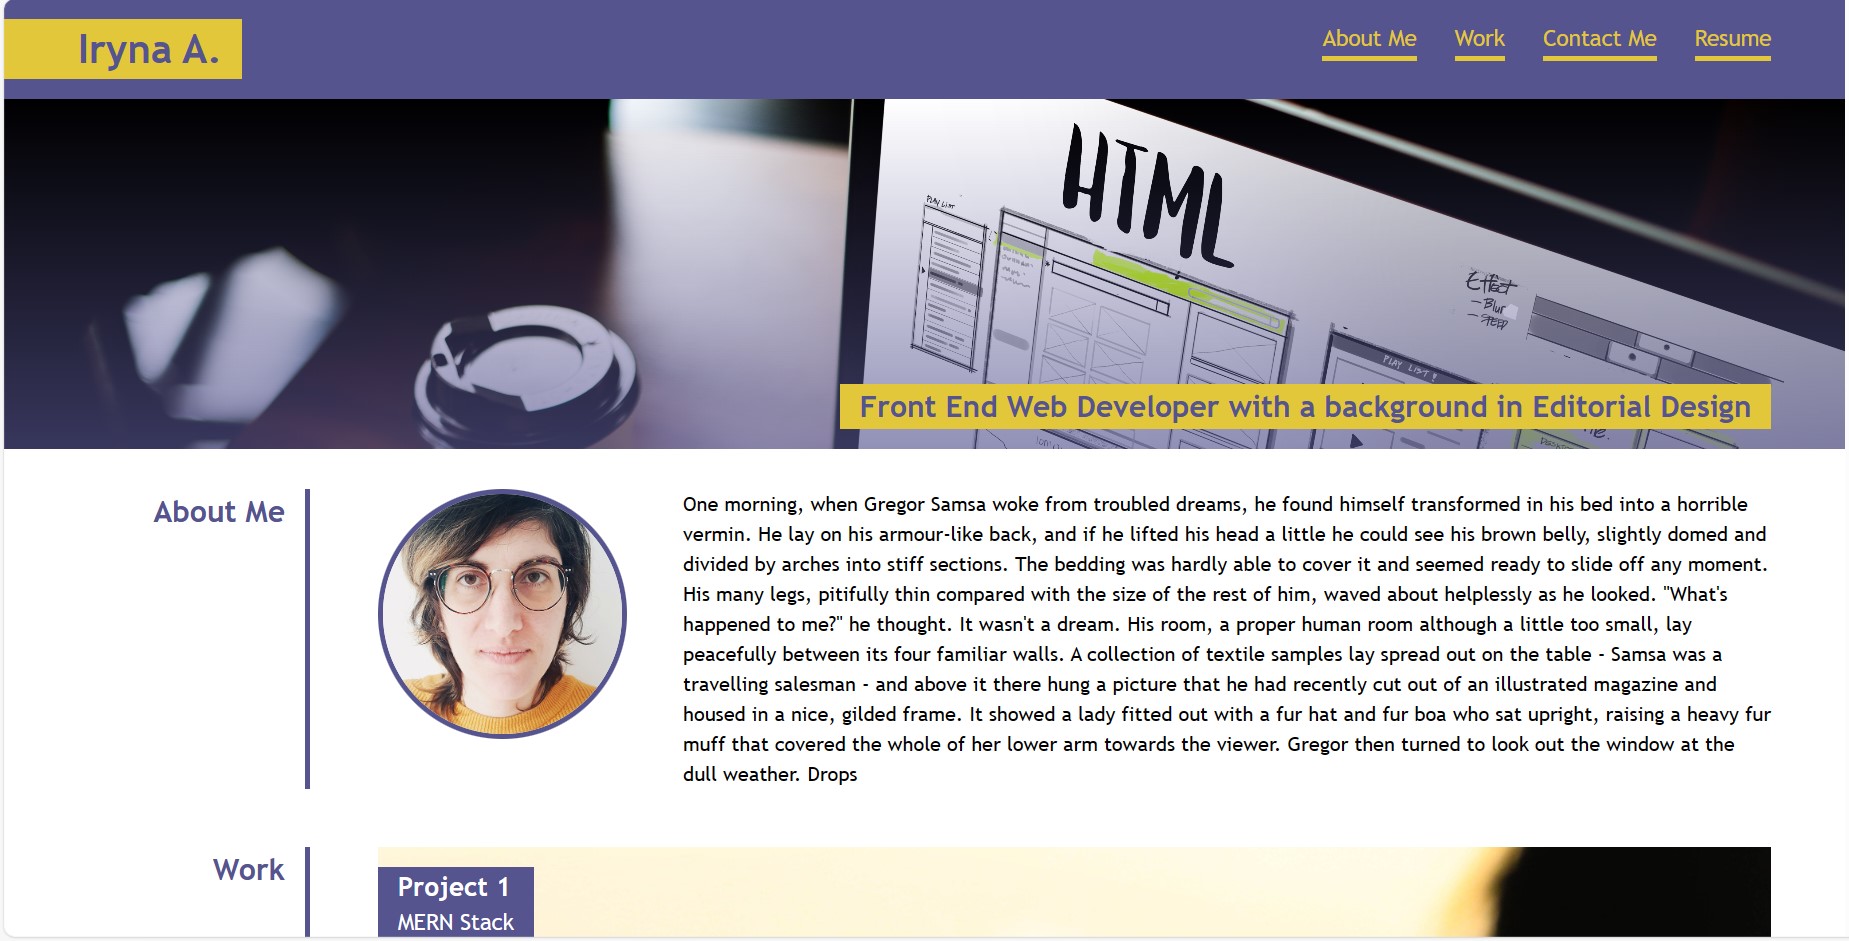 Iryna A.
About Me Work Contact Me Resume
HTML
PLAY LIST
Effect
— Blur
— SPEED
PLAY LIST !
Front End Web Developer with a background in Editorial Design
About Me
One morning, when Gregor Samsa woke from troubled dreams, he found himself transformed in his bed into a horrible
vermin. He lay on his armour-like back, and if he lifted his head a little he could see his brown belly, slightly domed and
divided by arches into stiff sections. The bedding was hardly able to cover it and seemed ready to slide off any moment.
His many legs, pitifully thin compared with the size of the rest of him, waved about helplessly as he looked. "What's
happened to me?" he thought. It wasn't a dream. His room, a proper human room although a little too small, lay
peacefully between its four familiar walls. A collection of textile samples lay spread out on the table - Samsa was a
travelling salesman - and above it there hung a picture that he had recently cut out of an illustrated magazine and
housed in a nice, gilded frame. It showed a lady fitted out with a fur hat and fur boa who sat upright, raising a heavy fur
muff that covered the whole of her lower arm towards the viewer. Gregor then turned to look out the window at the
dull weather. Drops
Work
Project 1
MERN Stack